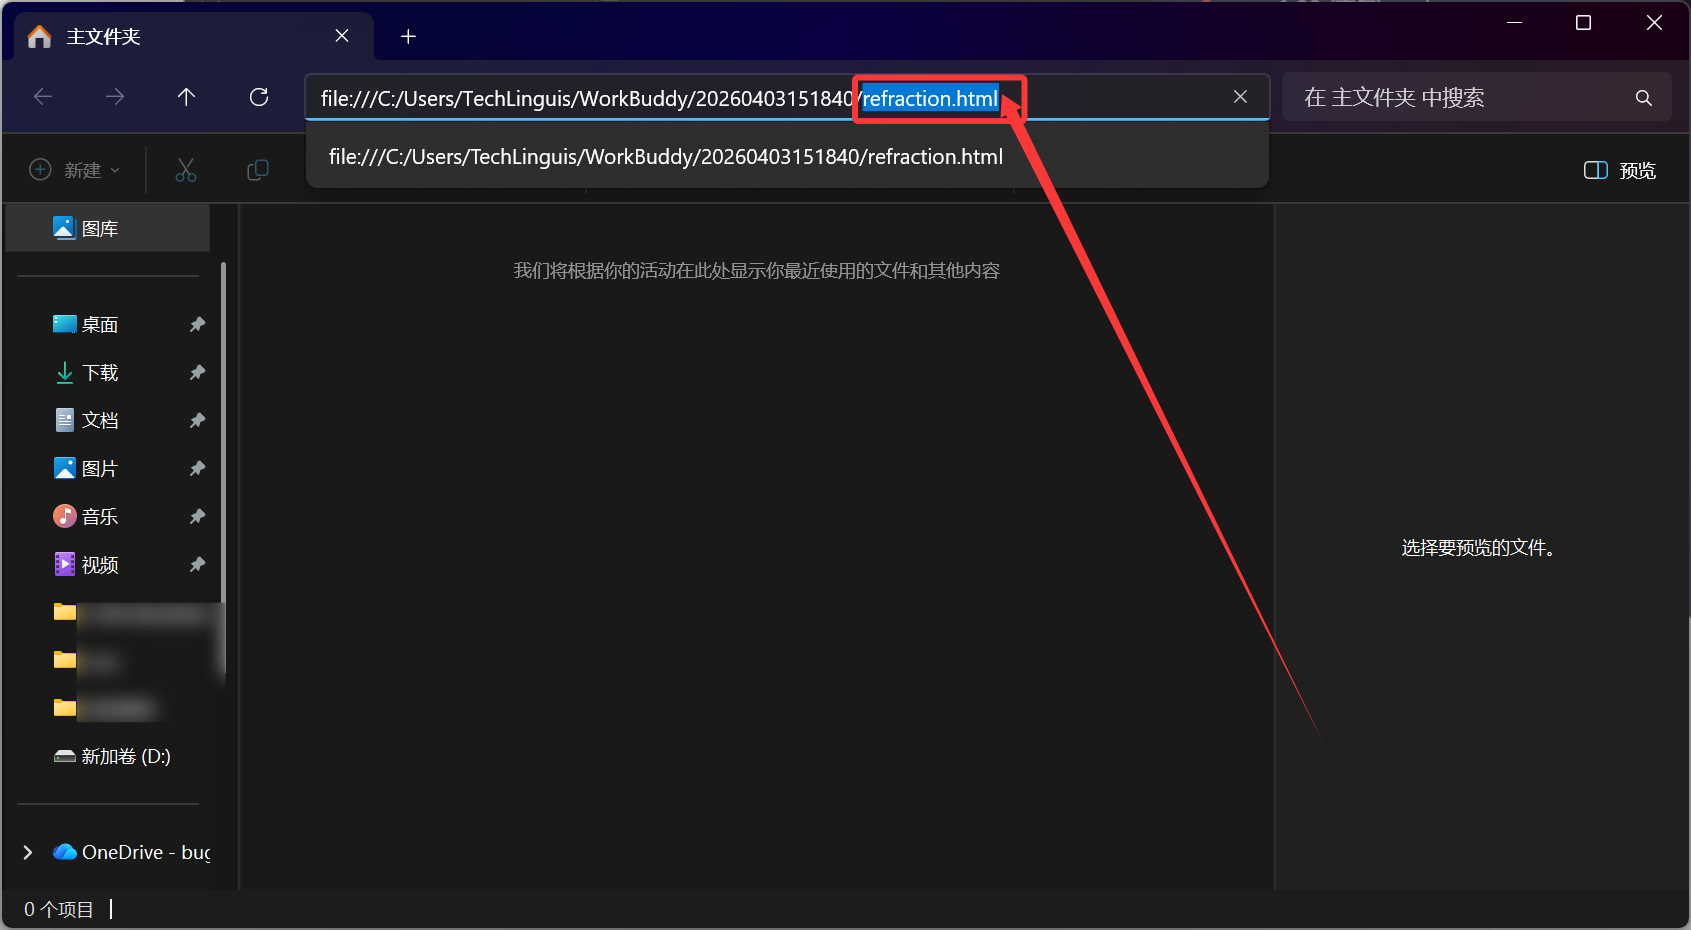 主文件夹
file:///C:/Users/TechLinguis/WorkBuddy/20260403151840/refraction.html
在 主文件夹 中搜索
file:///C:/Users/TechLinguis/WorkBuddy/20260403151840/refraction.html
新建
预览
图库
我们将根据你的活动在此处显示你最近使用的文件和其他内容
桌面
下载
文档
图片
音乐
视频
选择要预览的文件。
新加卷 (D:)
OneDrive - bug
0 个项目